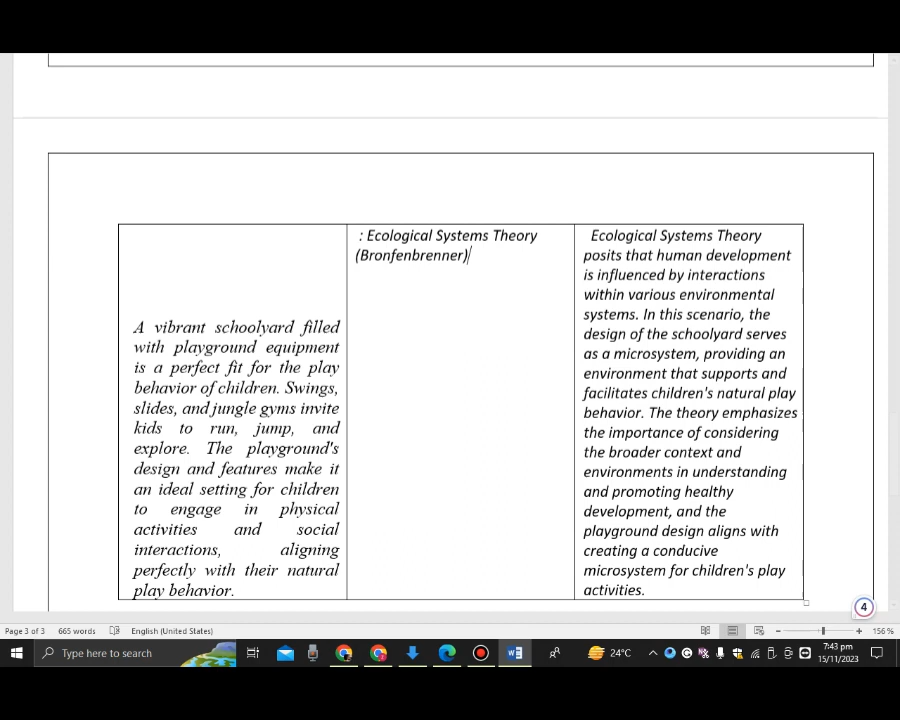 A vibrant schoolyard filled
with playground equipment
is a perfect fit for the play
behavior of children. Swings,
slides, and jungle gyms invite
kids to run, jump, and
explore. The playground's
design and features make it
an ideal setting for children
to engage in physical
activities and social
interactions, aligning
perfectly with their natural
play behavior.
: Ecological Systems Theory
(Bronfenbrenner)
Ecological Systems Theory
posits that human development
is influenced by interactions
within various environmental
systems. In this scenario, the
design of the schoolyard serves
as a microsystem, providing an
environment that supports and
facilitates children's natural play
behavior. The theory emphasizes
the importance of considering
the broader context and
environments in understanding
and promoting healthy
development, and the
playground design aligns with
creating a conducive
microsystem for children's play
activities.
4
Page 3 of 3 665 words English (United States) 156 %
Type here to search 24°C 7:43 pm
15/11/2023